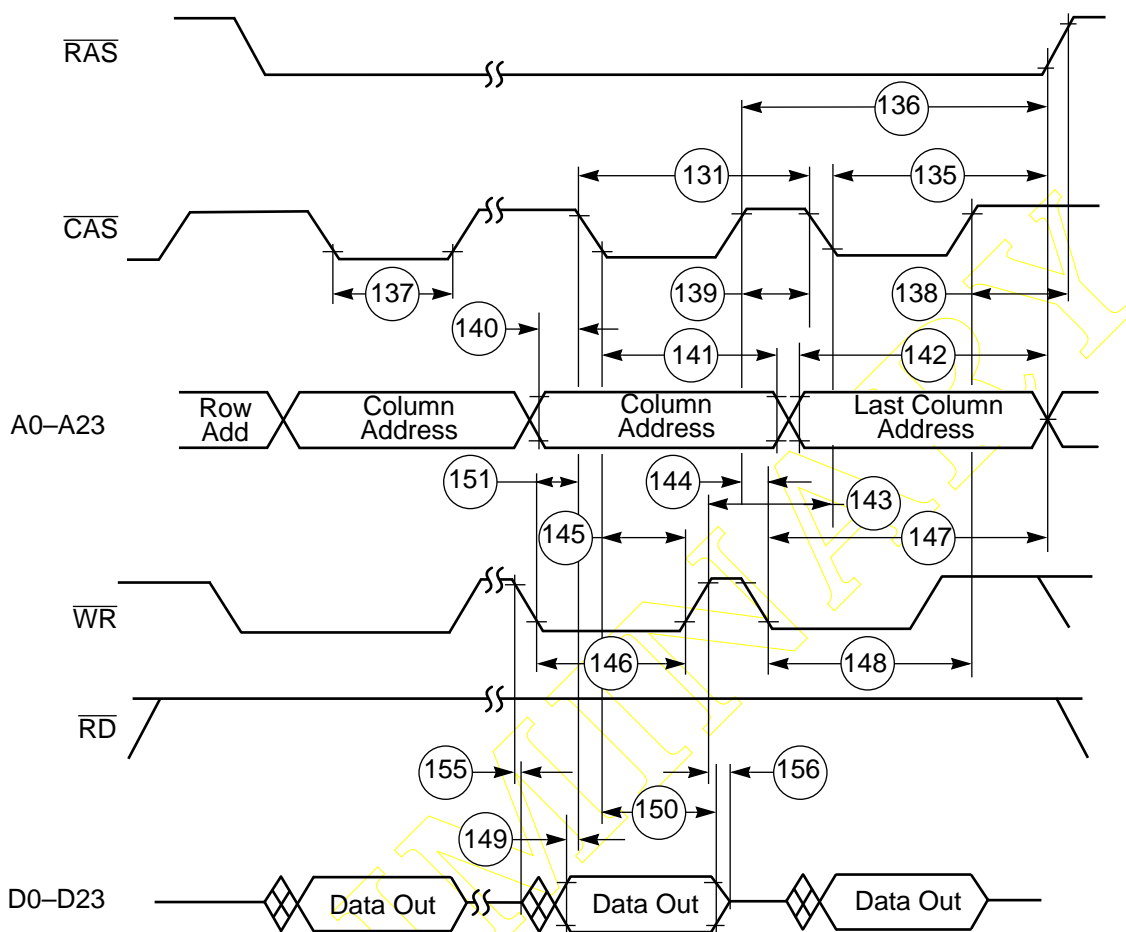 RAS
136
131
135
CAS
137
139
138
140
141
142
A0–A23
Row
Add
Column
Address
Column
Address
Last Column
Address
151
144
143
145
147
WR
146
148
RD
155
156
150
149
D0–D23
Data Out
Data Out
Data Out